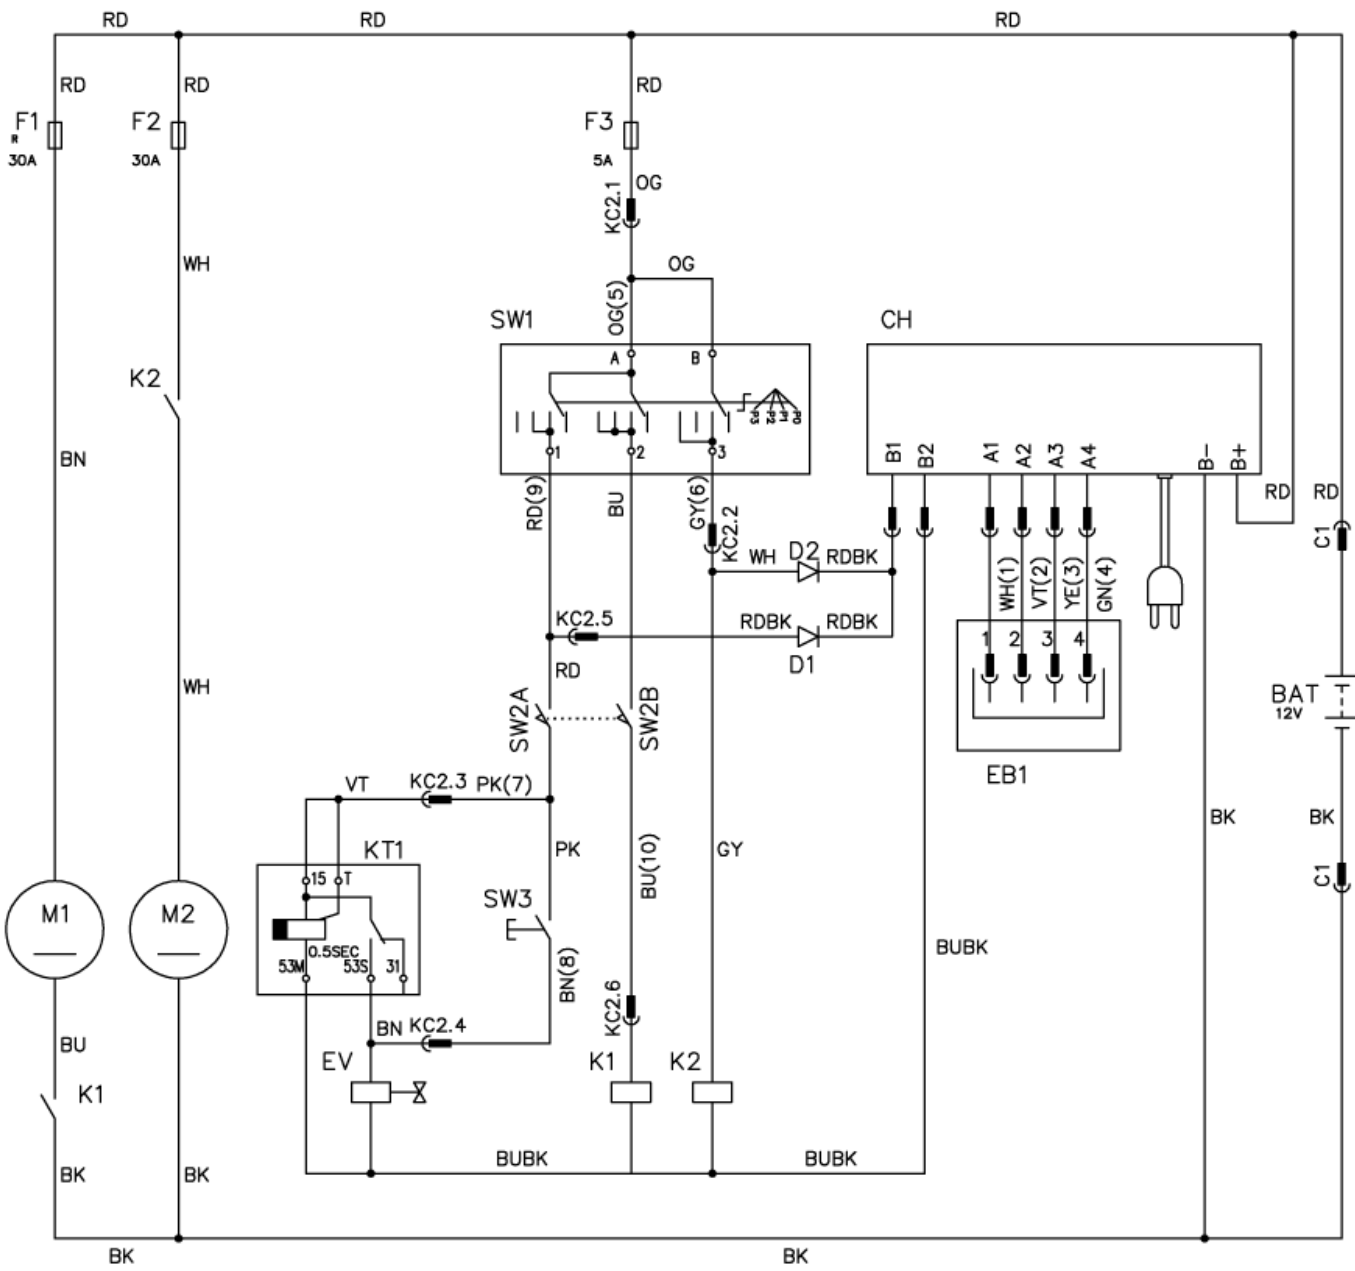 RD RD RD
RD RD RD
F1 F2 F3
R
30A 30A 5A
OG
KC2.1
WH OG
OG(5)
SW1 CH
A B
K2
P3 P2 P1 P0
1 2 3
B1 B2 A1 A2 A3 A4 B- B+
BN
RD(9) BU GY(6) RD RD
KC2.2 C1
WH D2 RDBK
WH(1) VT(2) YE(3) GN(4)
KC2.5 RDBK RDBK
D1
1 2 3 4
RD
WH
SW2A SW2B BAT
12V
EB1
VT KC2.3 PK(7)
BK BK
KT1 PK BU(10) GY
15 T
C1
SW3
M1 M2
0.5SEC
53M 53S 31
BN(8) BUBK
KC2.6
BU BN KC2.4
EV K1 K2
K1
BUBK BUBK
BK BK
BK BK